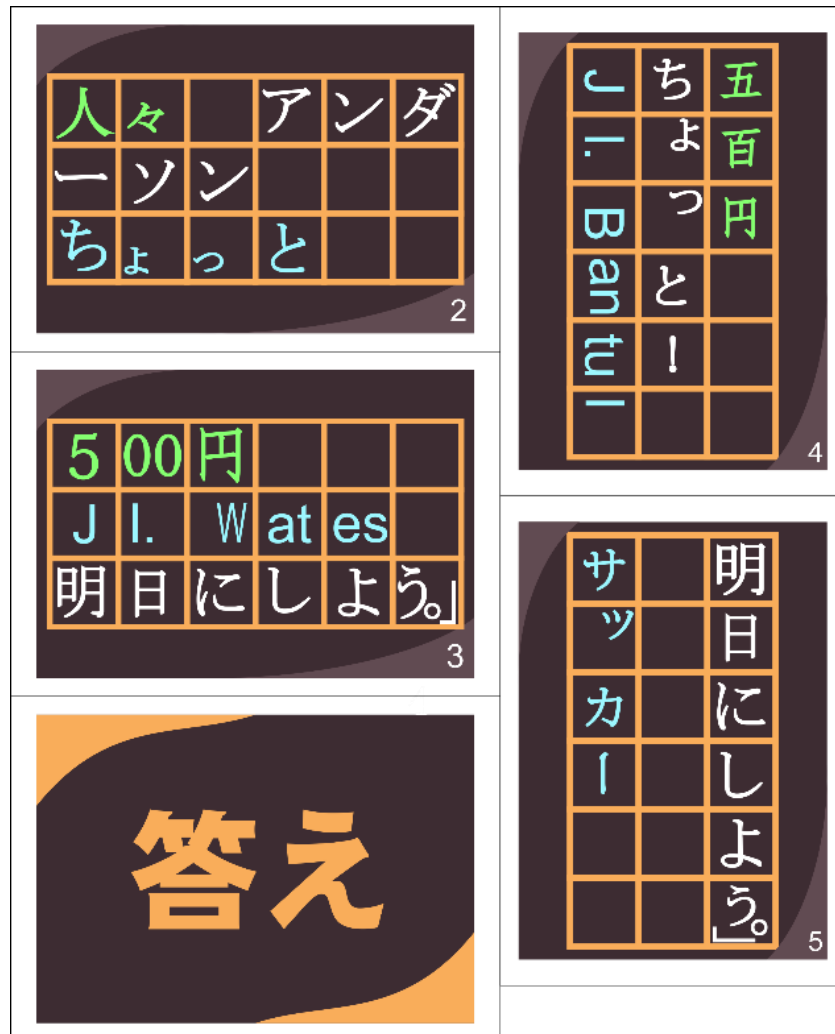 人々 アンダ
ーソン
ちょっと
2
500円
Jl. Wates
明日にしよう。」
3
答え
五百円
ちょっと!
Jl. Bantul
4
明日にしよう。」
サッカー
5